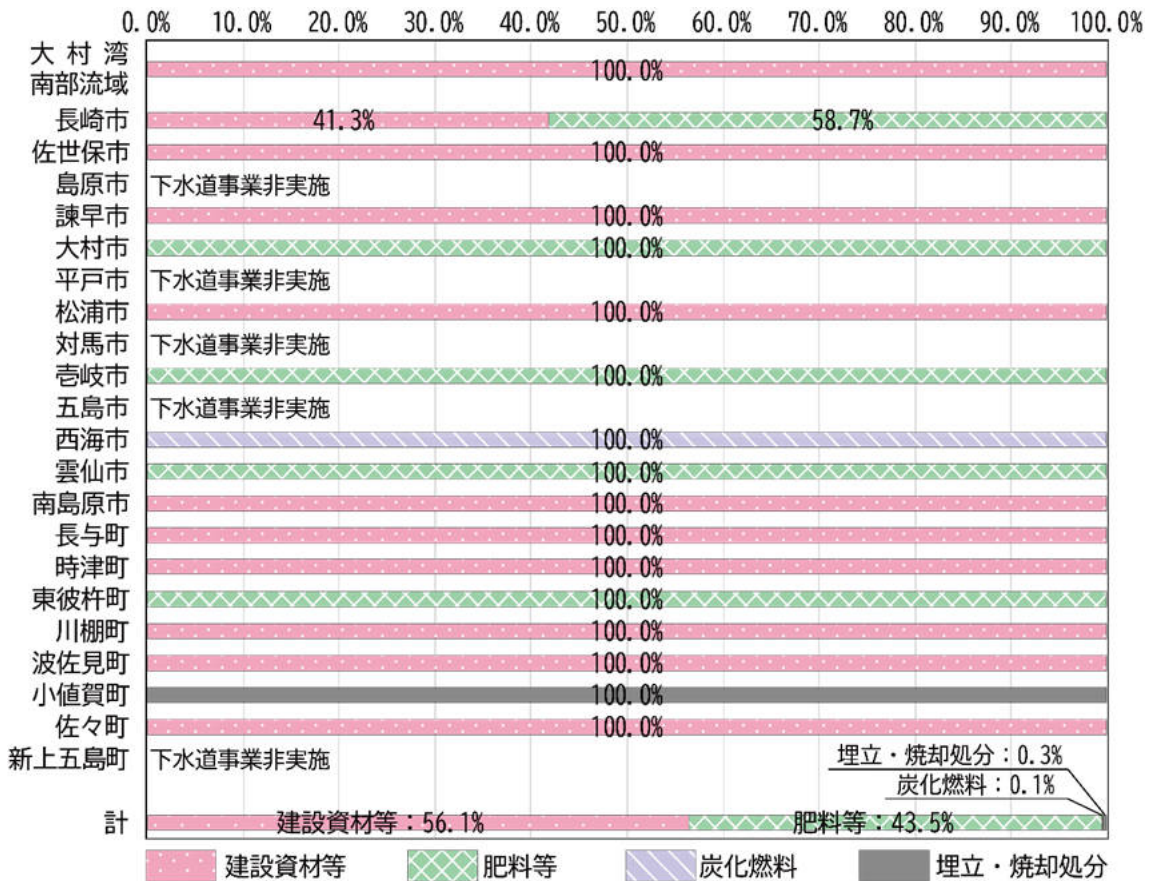 0.0% 10.0% 20.0% 30.0% 40.0% 50.0% 60.0% 70.0% 80.0% 90.0% 100.0%
大村湾
南部流域 100.0%
長崎市 41.3% 58.7%
佐世保市 100.0%
島原市 下水道事業非実施
諫早市 100.0%
大村市 100.0%
平戸市 下水道事業非実施
松浦市 100.0%
対馬市 下水道事業非実施
壱岐市 100.0%
五島市 下水道事業非実施
西海市 100.0%
雲仙市 100.0%
南島原市 100.0%
長与町 100.0%
時津町 100.0%
東彼杵町 100.0%
川棚町 100.0%
波佐見町 100.0%
小値賀町 100.0%
佐々町 100.0%
新上五島町 下水道事業非実施
埋立・焼却処分：0.3%
炭化燃料：0.1%
計 建設資材等：56.1% 肥料等：43.5%
建設資材等 肥料等 炭化燃料 埋立・焼却処分